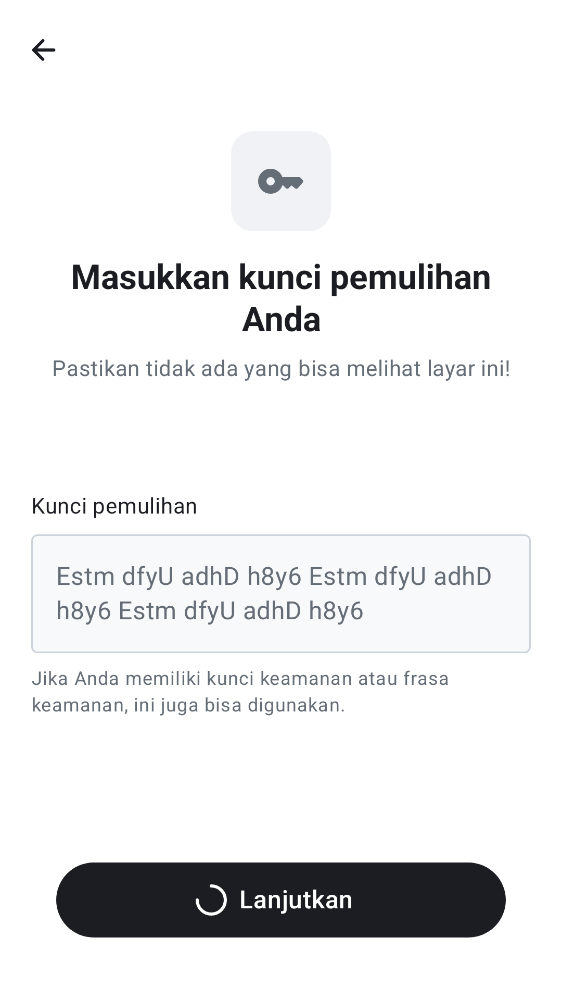 Masukkan kunci pemulihan
Anda
Pastikan tidak ada yang bisa melihat layar ini!
Kunci pemulihan
Estm dfyU adhD h8y6 Estm dfyU adhD
h8y6 Estm dfyU adhD h8y6
Jika Anda memiliki kunci keamanan atau frasa
keamanan, ini juga bisa digunakan.
Lanjutkan